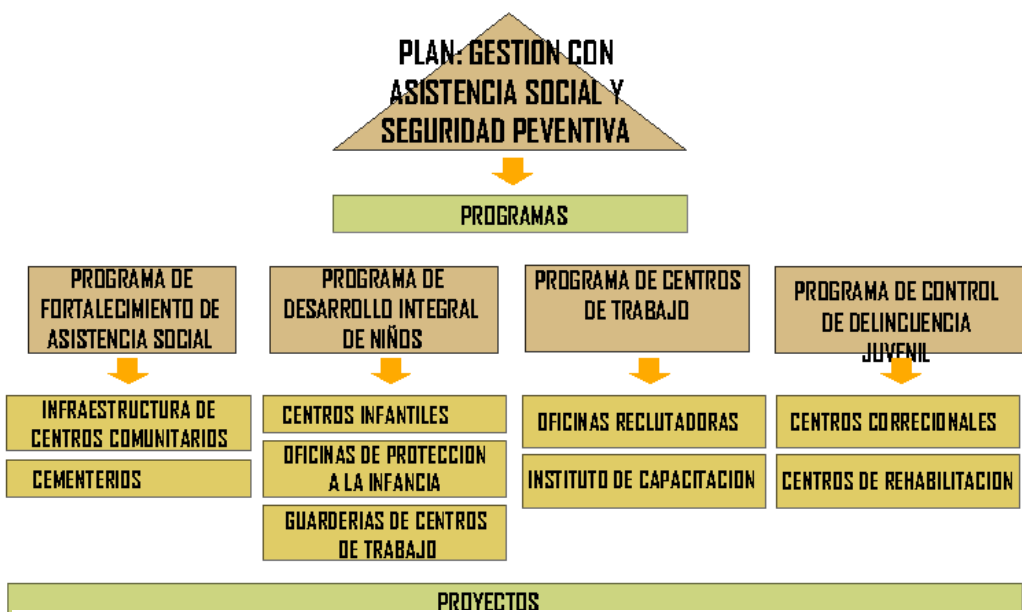 PLAN: GESTION CON
ASISTENCIA SOCIAL Y
SEGURIDAD PEVENTIVA
PROGRAMAS
PROGRAMA DE
FORTALECIMIENTO DE
ASISTENCIA SOCIAL
PROGRAMA DE
DESARROLLO INTEGRAL
DE NIÑOS
PROGRAMA DE CENTROS
DE TRABAJO
PROGRAMA DE CONTROL
DE DELINCUENCIA
JUVENIL
INFRAESTRUCTURA DE
CENTROS COMUNITARIOS
CEMENTERIOS
CENTROS INFANTILES
OFICINAS DE PROTECCION
A LA INFANCIA
GUARDERIAS DE CENTROS
DE TRABAJO
OFICINAS RECLUTADORAS
INSTITUTO DE CAPACITACION
CENTROS CORRECIONALES
CENTROS DE REHABILITACION
PROYECTOS